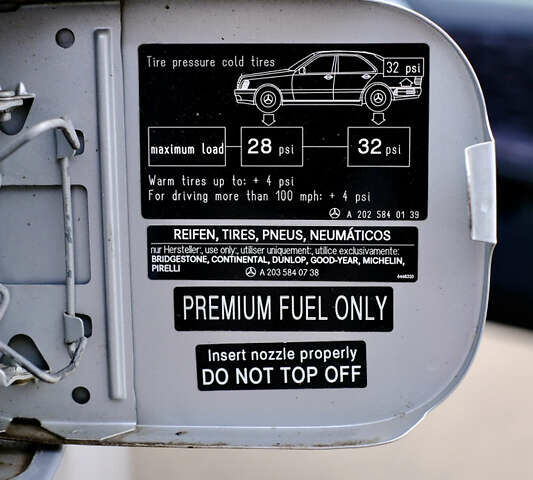 Tire pressure cold tires
32 psi
maximum load
28 psi
32 psi
Warm tires up to: + 4 psi
For driving more than 100 mph: + 4 psi
A 202 584 01 39
REIFEN, TIRES, PNEUS, NEUMÁTICOS
nur Hersteller; use only; utiliser uniquement; utilice exclusivamente:
BRIDGESTONE, CONTINENTAL, DUNLOP, GOOD-YEAR, MICHELIN,
PIRELLI
A 203 584 07 38
PREMIUM FUEL ONLY
Insert nozzle properly
DO NOT TOP OFF